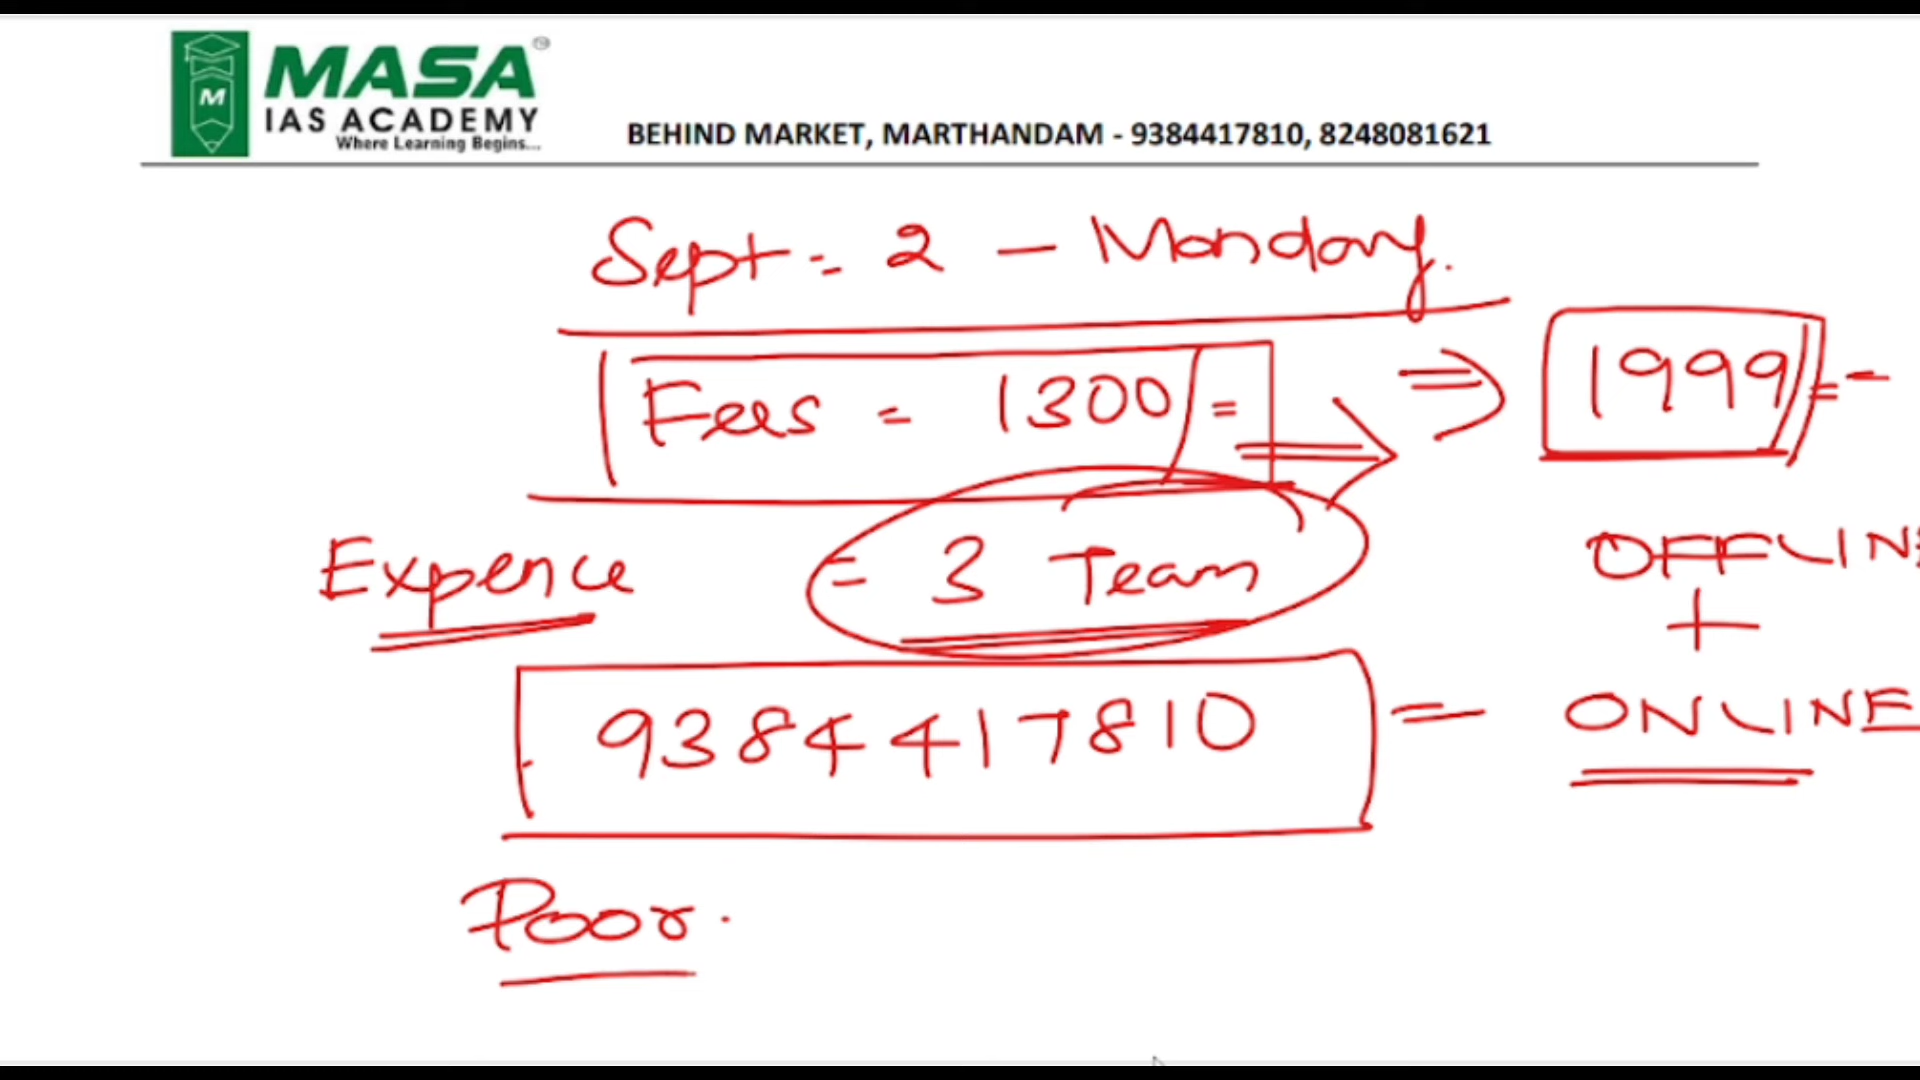 MASA
IAS ACADEMY
Where Learning Begins...
M
BEHIND MARKET, MARTHANDAM - 9384417810, 8248081621
Sept = 2 - Monday.
Fees = 1300 = ⇒ 1999 = -
Expence = 3 Team
OFFLINE
+
9384417810 = ONLINE
Poor.